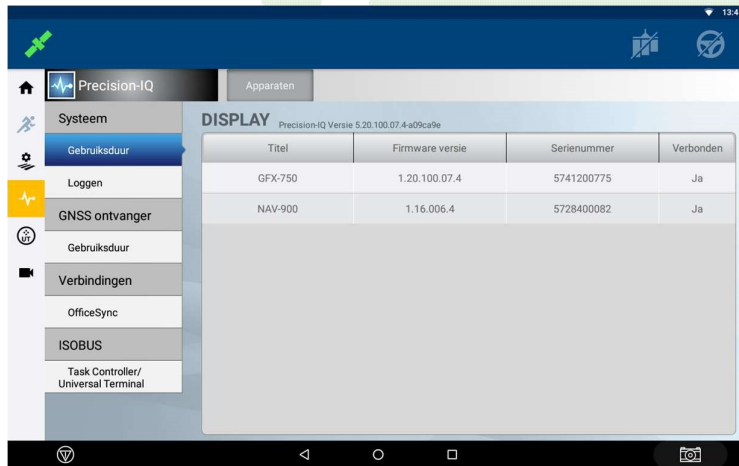 13:4
Precision-IQ
Apparaten
Systeem
Gebruiksduur
Loggen
GNSS ontvanger
Gebruiksduur
Verbindingen
OfficeSync
ISOBUS
Task Controller/
Universal Terminal
UT
DISPLAY Precision-IQ Versie 5.20.100.07.4-a09ca9e
Titel Firmware versie Serienummer Verbonden
GFX-750 1.20.100.07.4 5741200775 Ja
NAV-900 1.16.006.4 5728400082 Ja